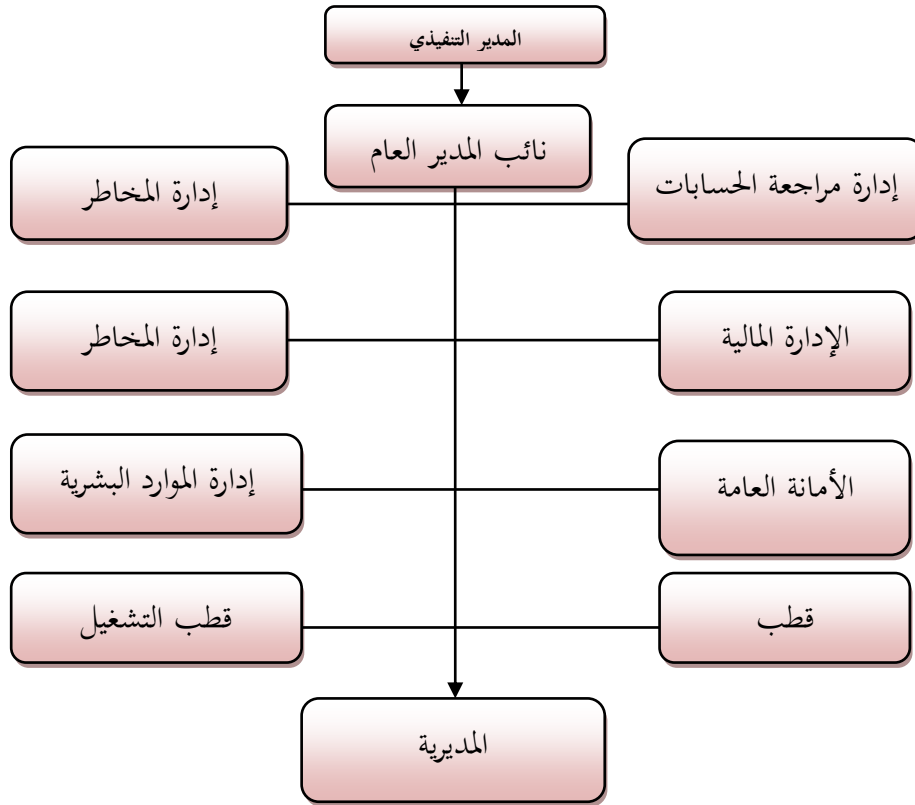 المدير التنفيذي
نائب المدير العام
إدارة مراجعة الحسابات
إدارة المخاطر
الإدارة المالية
إدارة المخاطر
الأمانة العامة
إدارة الموارد البشرية
قطب
قطب التشغيل
المديرية